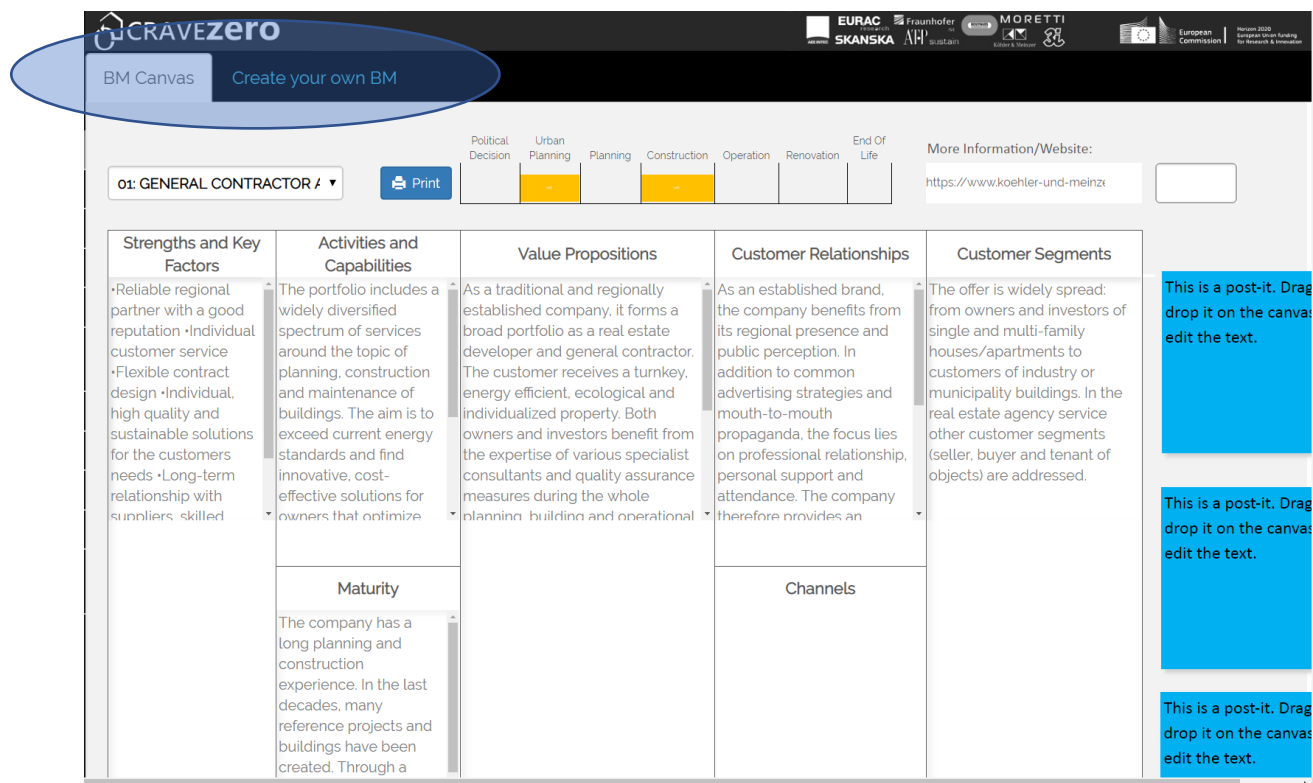 CRAVEZERO
EURAC
research
SKANSKA
Fraunhofer
ISE
sustain
MORETTI
Köhler & Meinzer
European
Commission
Horizon 2020
European Union funding
for Research & Innovation
BM Canvas
Create your own BM
01: GENERAL CONTRACTOR A
Print
Political
Decision
Urban
Planning
Planning
Construction
Operation
Renovation
End Of
Life
More Information/Website:
https://www.koehler-und-meinze
Strengths and Key
Factors
•Reliable regional
partner with a good
reputation •Individual
customer service
•Flexible contract
design •Individual,
high quality and
sustainable solutions
for the customers
needs •Long-term
relationship with
suppliers, skilled
Activities and
Capabilities
The portfolio includes a
widely diversified
spectrum of services
around the topic of
planning, construction
and maintenance of
buildings. The aim is to
exceed current energy
standards and find
innovative, cost-
effective solutions for
owners that optimize
Maturity
The company has a
long planning and
construction
experience. In the last
decades, many
reference projects and
buildings have been
created. Through a
Value Propositions
As a traditional and regionally
established company, it forms a
broad portfolio as a real estate
developer and general contractor.
The customer receives a turnkey,
energy efficient, ecological and
individualized property. Both
owners and investors benefit from
the expertise of various specialist
consultants and quality assurance
measures during the whole
planning, building and operational
Customer Relationships
As an established brand,
the company benefits from
its regional presence and
public perception. In
addition to common
advertising strategies and
mouth-to-mouth
propaganda, the focus lies
on professional relationship,
personal support and
attendance. The company
therefore provides an
Channels
Customer Segments
The offer is widely spread:
from owners and investors of
single and multi-family
houses/apartments to
customers of industry or
municipality buildings. In the
real estate agency service
other customer segments
(seller, buyer and tenant of
objects) are addressed.
This is a post-it. Drag
drop it on the canvas
edit the text.
This is a post-it. Drag
drop it on the canvas
edit the text.
This is a post-it. Drag
drop it on the canvas
edit the text.